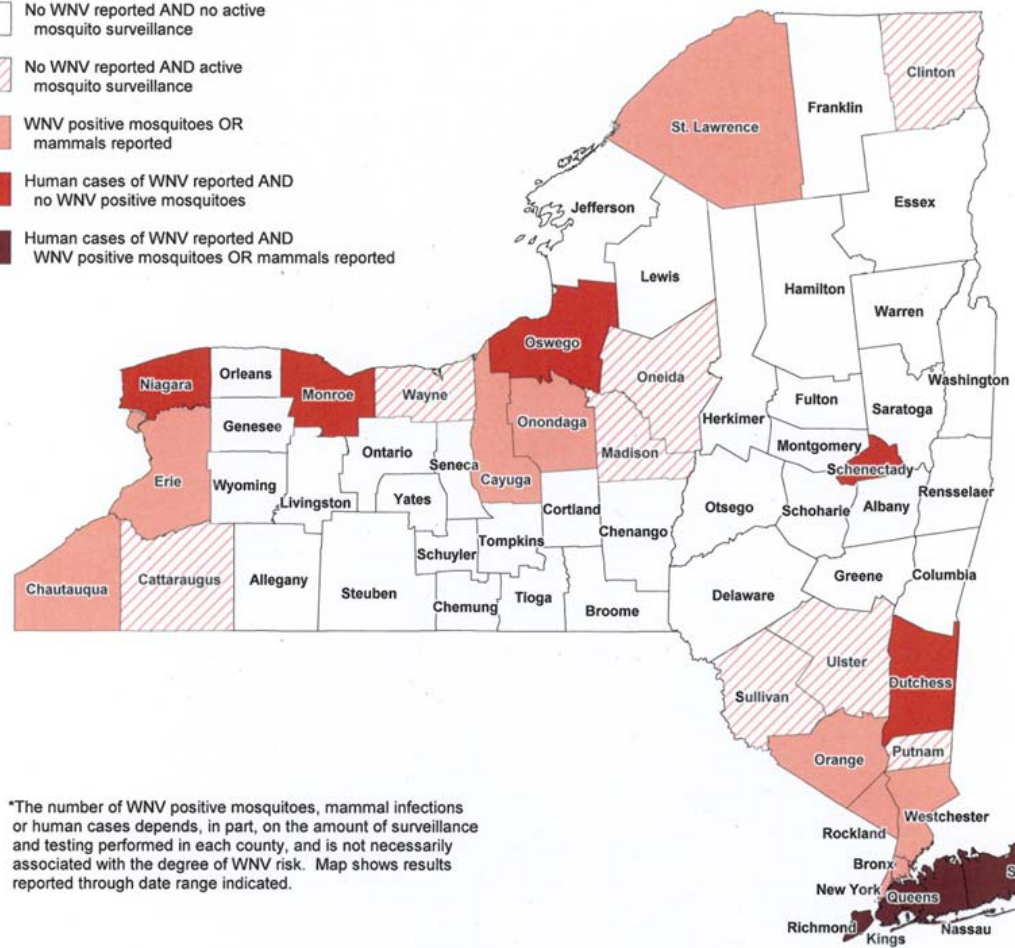 No WNV reported AND no active
mosquito surveillance
No WNV reported AND active
mosquito surveillance
WNV positive mosquitoes OR
mammals reported
Human cases of WNV reported AND
no WNV positive mosquitoes
Human cases of WNV reported AND
WNV positive mosquitoes OR mammals reported
Clinton
Franklin
St. Lawrence
Essex
Jefferson
Lewis
Hamilton
Warren
Oswego
Washington
Oneida
Orleans
Niagara
Monroe
Wayne
Fulton
Saratoga
Herkimer
Genesee
Onondaga
Montgomery
Madison
Ontario
Seneca
Schenectady
Erie
Cayuga
Wyoming
Livingston
Yates
Cortland
Otsego
Schoharie
Albany
Rensselaer
Chenango
Tompkins
Schuyler
Cattaraugus
Allegany
Chautauqua
Steuben
Greene
Columbia
Delaware
Chemung
Tioga
Broome
Ulster
Dutchess
Sullivan
Putnam
Orange
Westchester
Rockland
Bronx
New York
Queens
S
Richmond
Kings
Nassau
*The number of WNV positive mosquitoes, mammal infections
or human cases depends, in part, on the amount of surveillance
and testing performed in each county, and is not necessarily
associated with the degree of WNV risk. Map shows results
reported through date range indicated.